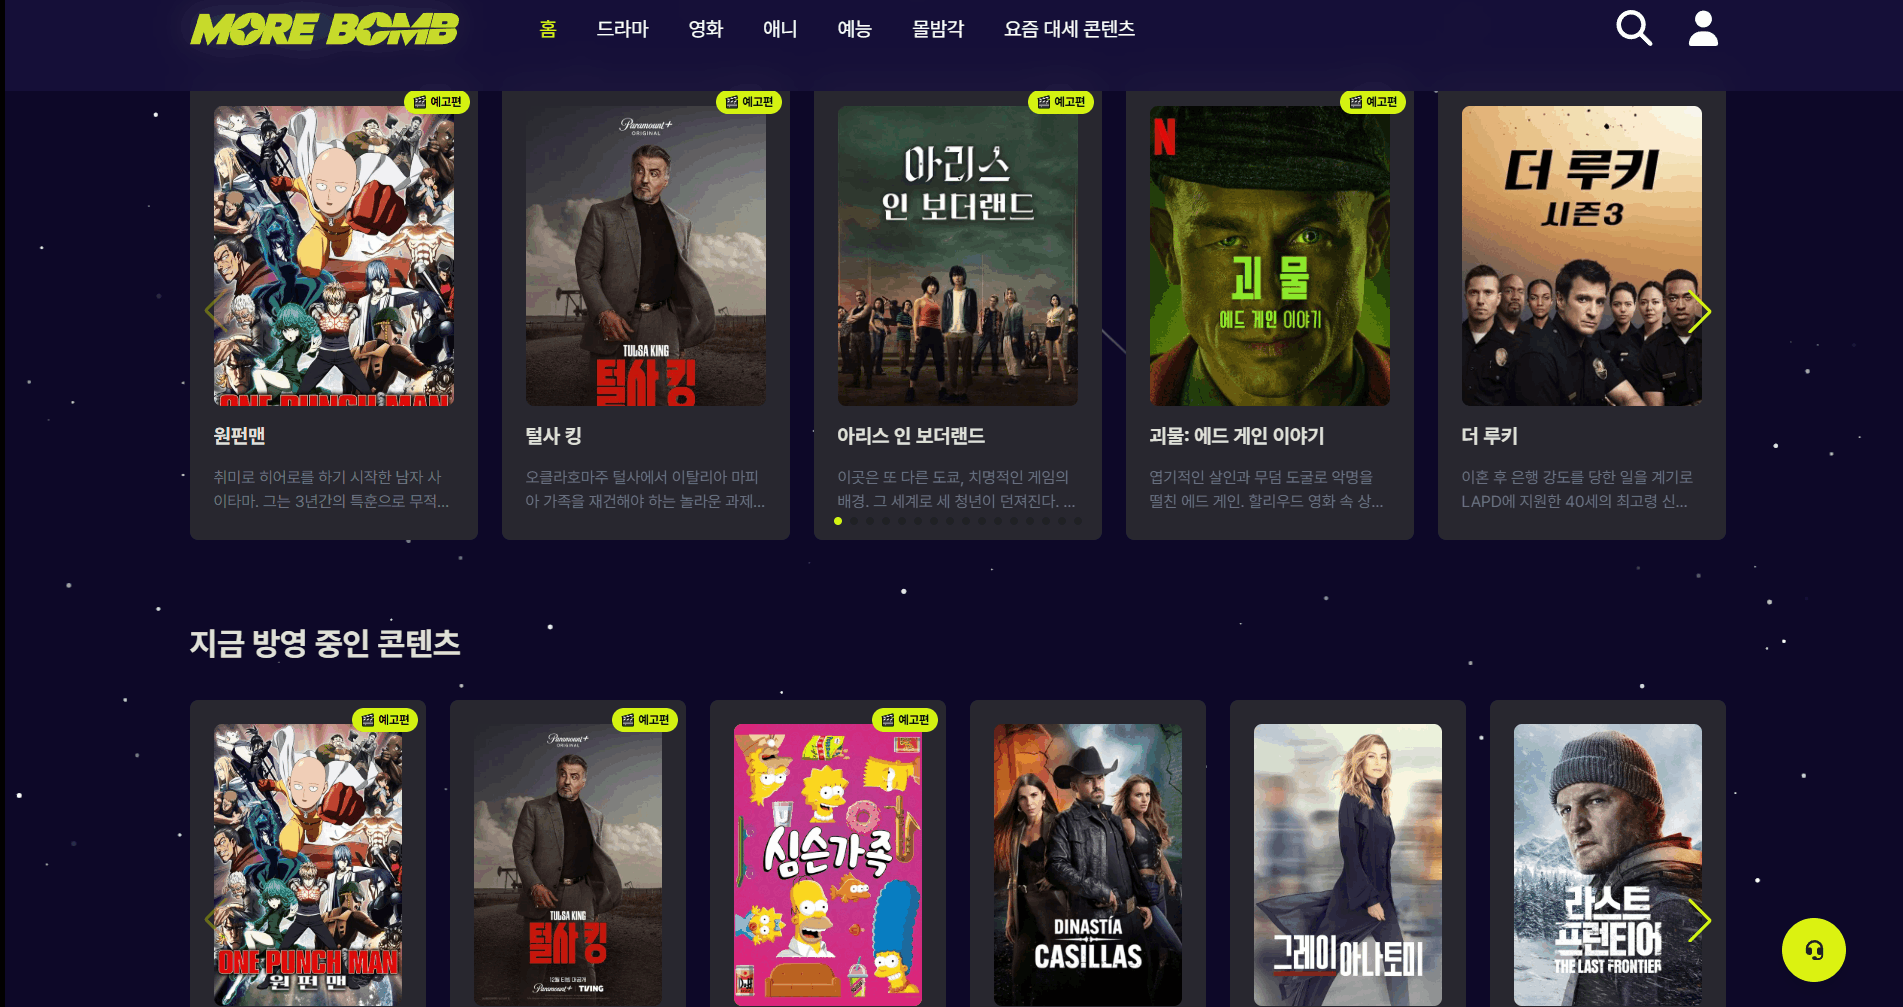 MORE BOMB
홈
드라마
영화
애니
예능
몰방각
요즘 대세 콘텐츠
예고편
예고편
예고편
예고편
ONE PUNCH MAN
Paramount+
ORIGINAL
TULSA KING
털사 킹
아리스
인 보더랜드
N
괴물
에드 게인 이야기
더 루키
시즌3
원펀맨
털사 킹
아리스 인 보더랜드
괴물: 에드 게인 이야기
더 루키
취미로 히어로를 하기 시작한 남자 사
이타마. 그는 3년간의 특훈으로 무적...
오클라호마주 털사에서 이탈리아 마피
아 가족을 재건해야 하는 놀라운 과제...
이곳은 또 다른 도쿄, 치명적인 게임의
배경. 그 세계로 세 청년이 던져진다. ...
엽기적인 살인과 무덤 도굴로 악명을
떨친 에드 게인. 할리우드 영화 속 상...
이혼 후 은행 강도를 당한 일을 계기로
LAPD에 지원한 40세의 최고령 신...
지금 방영 중인 콘텐츠
예고편
예고편
예고편
ONE PUNCH MAN
원펀맨
Paramount+
ORIGINAL
TULSA KING
털사 킹
Paramount+ TVING
심슨가족
DINASTÍA
CASILLAS
그레이 아나토미
라스트
프런티어
THE LAST FRONTIER